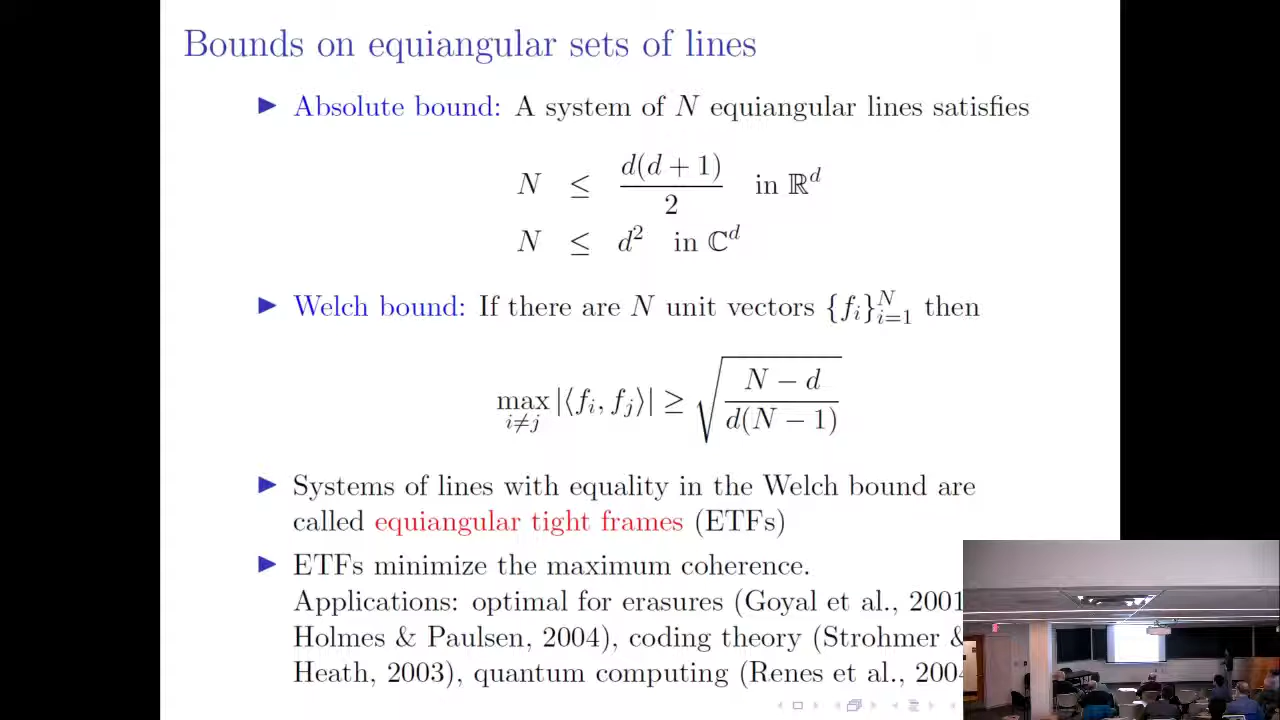 Bounds on equiangular sets of lines
▶ Absolute bound: A system of N equiangular lines satisfies
N ≤ d(d + 1)/2 in ℝ^d
N ≤ d² in ℂ^d
▶ Welch bound: If there are N unit vectors {f_i}_{i=1}^N then
max_{i≠j} |⟨f_i, f_j⟩| ≥ √((N − d)/(d(N − 1)))
▶ Systems of lines with equality in the Welch bound are
called equiangular tight frames (ETFs)
▶ ETFs minimize the maximum coherence.
Applications: optimal for erasures (Goyal et al., 2001
Holmes & Paulsen, 2004), coding theory (Strohmer &
Heath, 2003), quantum computing (Renes et al., 2004